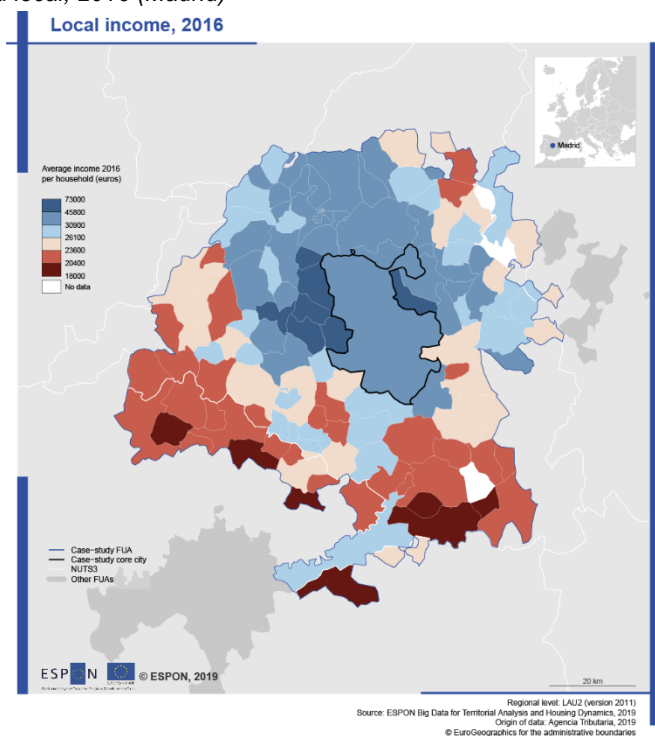 local, 2016 (Madrid)
Local income, 2016
Madrid
Average income 2016
per household (euros)
73000
45800
30900
26100
23600
20400
18000
No data
Case-study FUA
Case-study core city
NUTS3
Other FUAs
ESPON
© ESPON, 2019
20 km
Regional level: LAU2 (version 2011)
Source: ESPON Big Data for Territorial Analysis and Housing Dynamics, 2019
Origin of data: Agencia Tributaria, 2019
© EuroGeographics for the administrative boundaries